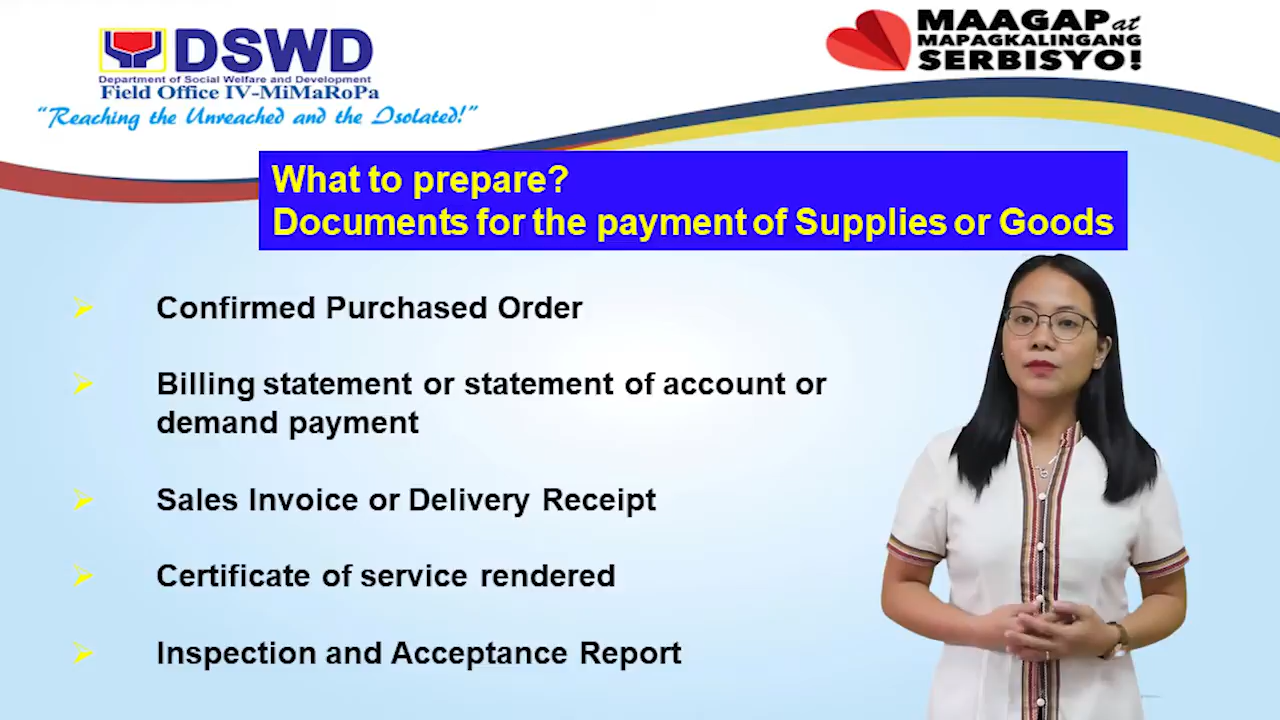 DSWD
Department of Social Welfare and Development
Field Office IV-MiMaRoPa
“Reaching the Unreached and the Isolated!”
MAAGAP at
MAPAGKALINGANG
SERBISYO!
What to prepare?
Documents for the payment of Supplies or Goods
Confirmed Purchased Order
Billing statement or statement of account or
demand payment
Sales Invoice or Delivery Receipt
Certificate of service rendered
Inspection and Acceptance Report